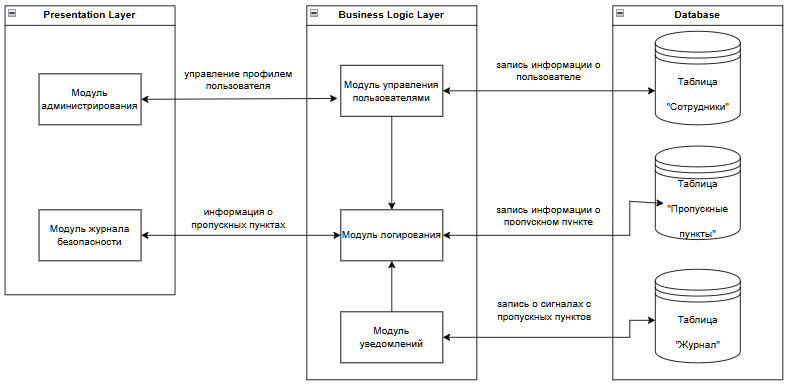 Presentation Layer
Business Logic Layer
Database
Модуль
администрирования
управление профилем
пользователя
Модуль управления
пользователями
запись информации о
пользователе
Таблица
"Сотрудники"
Модуль журнала
безопасности
информация о
пропускных пунктах
Модуль логирования
запись информации о
пропускном пункте
Таблица
"Пропускные
пункты"
Модуль
уведомлений
запись о сигналах с
пропускных пунктов
Таблица
"Журнал"